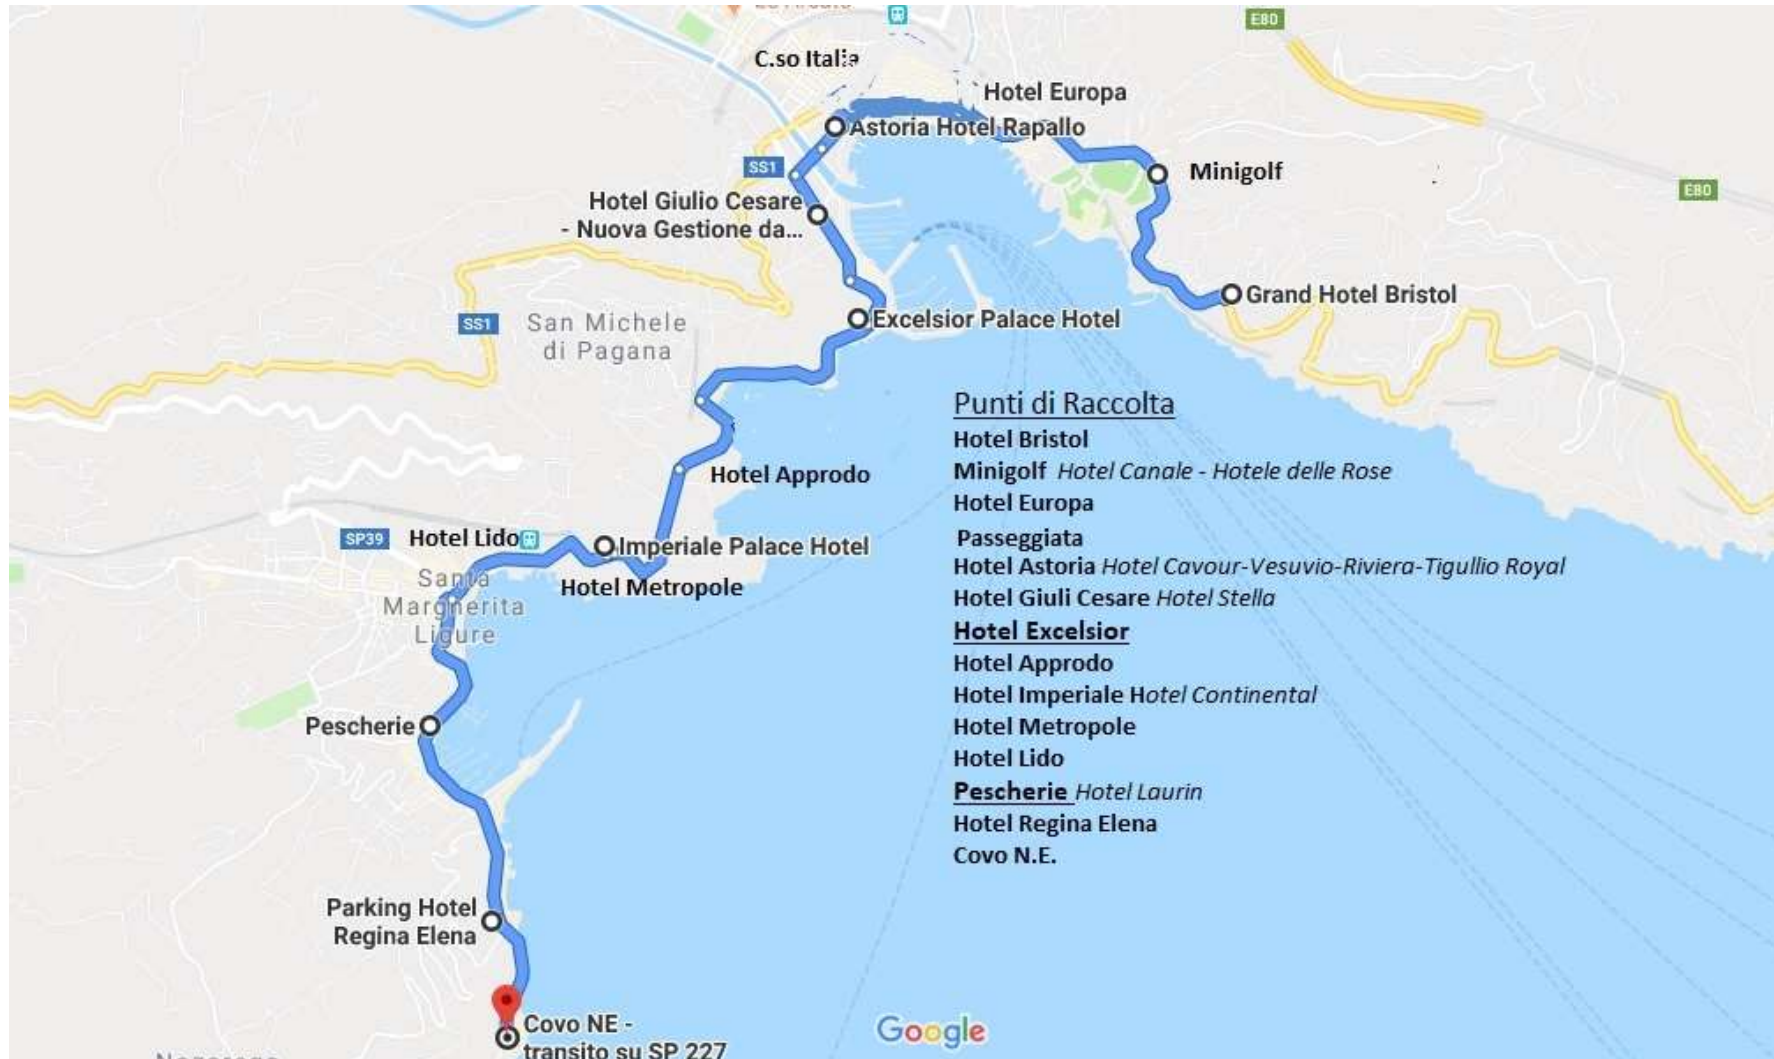 E80
C.so Italia
Hotel Europa
Astoria Hotel Rapallo
SS1
Minigolf
E80
Hotel Giulio Cesare
- Nuova Gestione da...
Grand Hotel Bristol
Excelsior Palace Hotel
SS1
San Michele
di Pagana
Punti di Raccolta
Hotel Bristol
Minigolf Hotel Canale - Hotele delle Rose
Hotel Europa
Passeggiata
Hotel Astoria Hotel Cavour-Vesuvio-Riviera-Tigullio Royal
Hotel Giuli Cesare Hotel Stella
Hotel Excelsior
Hotel Approdo
Hotel Imperiale Hotel Continental
Hotel Metropole
Hotel Lido
Pescherie Hotel Laurin
Hotel Regina Elena
Covo N.E.
Hotel Approdo
SP39
Hotel Lido
Imperiale Palace Hotel
Hotel Metropole
Santa
Margherita
Ligure
Pescherie
Parking Hotel
Regina Elena
Covo NE -
transito su SP 227
Google